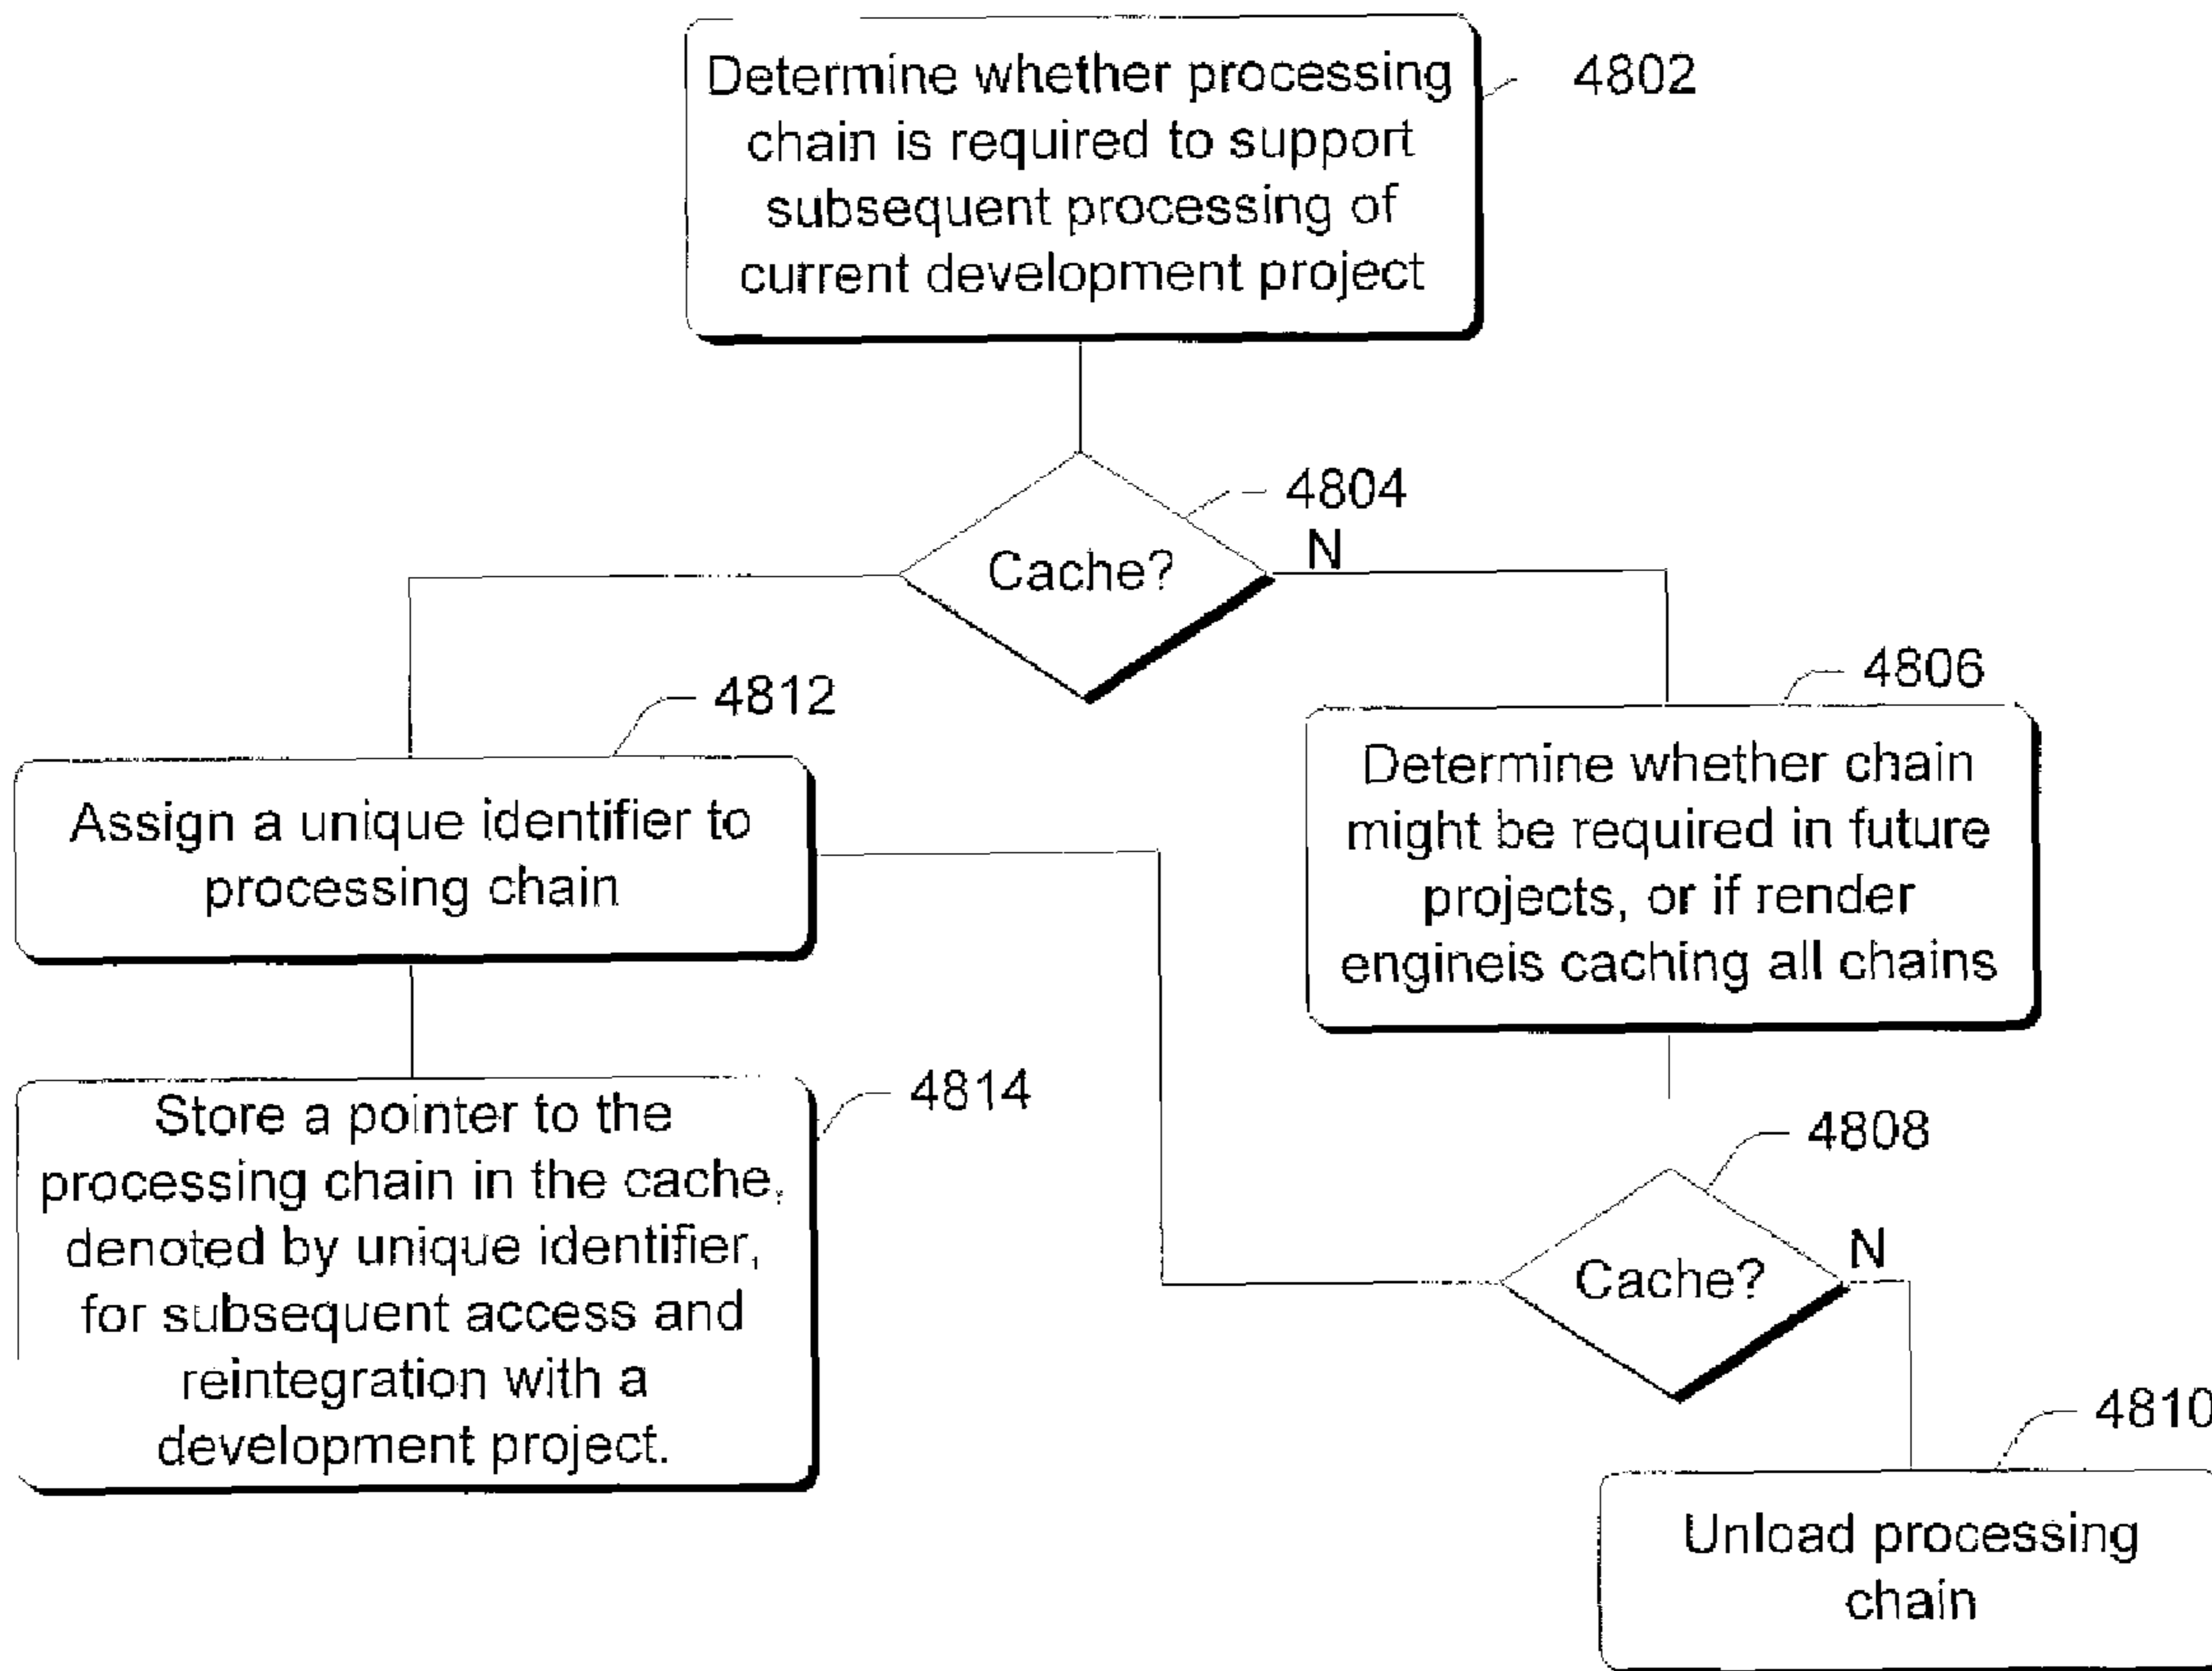 Determine whether processing
chain is required to support
subsequent processing of
current development project
4802
4804
Cache?
N
4812
Assign a unique identifier to
processing chain
4806
Determine whether chain
might be required in future
projects, or if render
engineis caching all chains
4814
Store a pointer to the
processing chain in the cache,
denoted by unique identifier,
for subsequent access and
reintegration with a
development project.
4808
Cache?
N
4810
Unload processing
chain